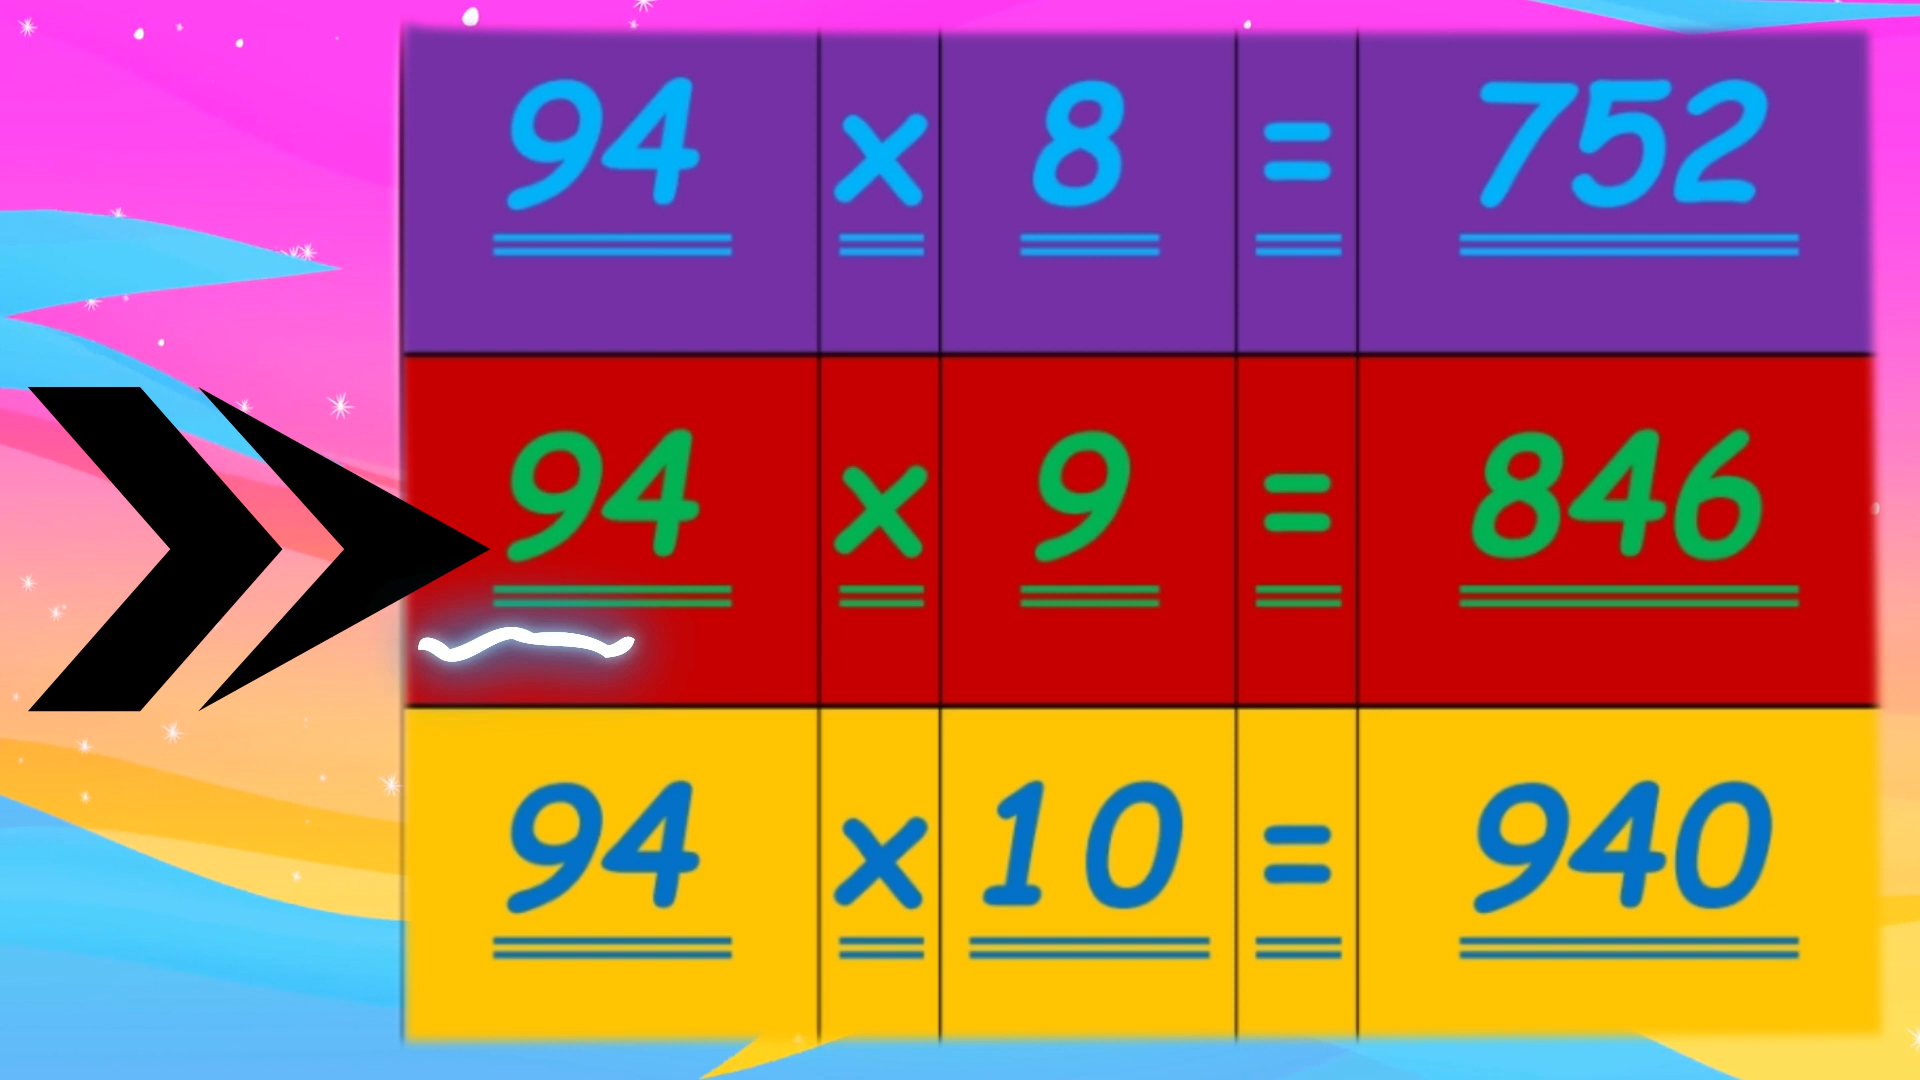 94 x 8 = 752
94 x 9 = 846
94 x 10 = 940